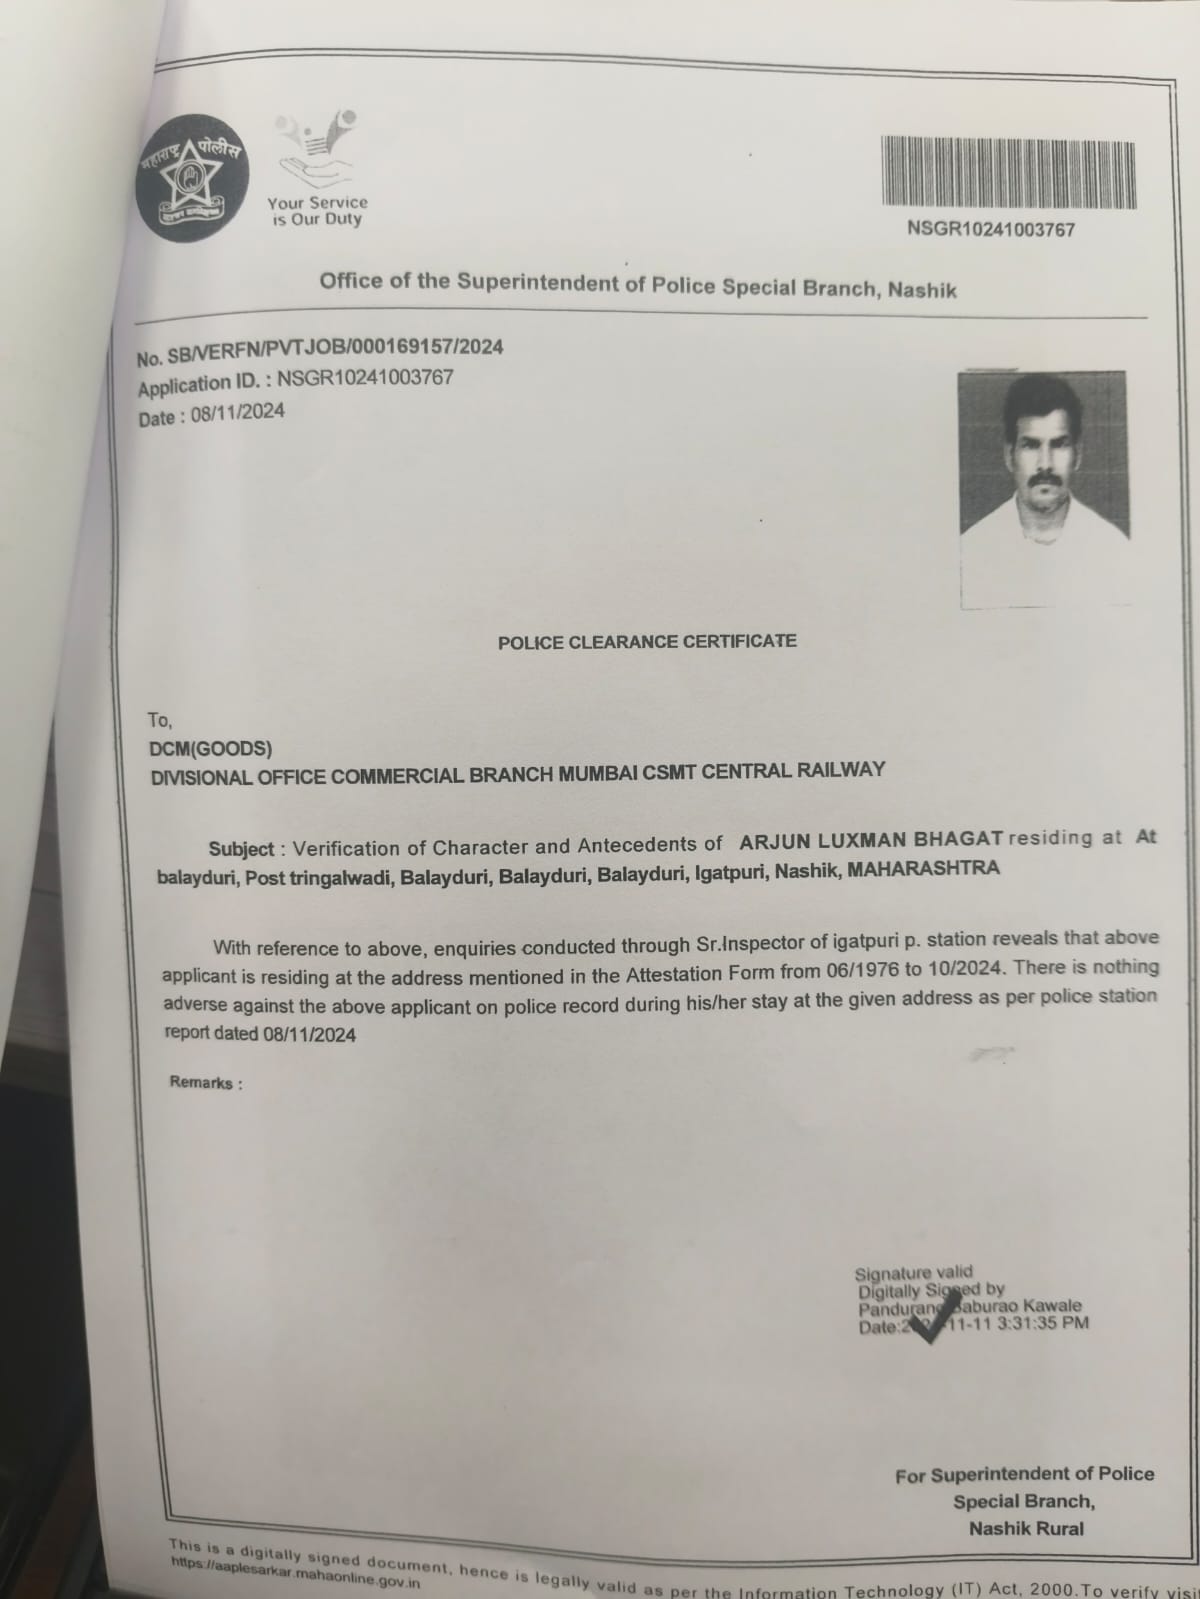 महाराष्ट्र पोलीस
Your Service
is Our Duty
NSGR10241003767
Office of the Superintendent of Police Special Branch, Nashik
No. SB/VERFN/PVTJOB/000169157/2024
Application ID. : NSGR10241003767
Date : 08/11/2024
POLICE CLEARANCE CERTIFICATE
To,
DCM(GOODS)
DIVISIONAL OFFICE COMMERCIAL BRANCH MUMBAI CSMT CENTRAL RAILWAY
Subject : Verification of Character and Antecedents of ARJUN LUXMAN BHAGAT residing at At
balayduri, Post tringalwadi, Balayduri, Balayduri, Balayduri, Igatpuri, Nashik, MAHARASHTRA
With reference to above, enquiries conducted through Sr.Inspector of igatpuri p. station reveals that above
applicant is residing at the address mentioned in the Attestation Form from 06/1976 to 10/2024. There is nothing
adverse against the above applicant on police record during his/her stay at the given address as per police station
report dated 08/11/2024
Remarks :
Signature valid
Digitally Signed by
Pandurang Baburao Kawale
Date: 11-11 3:31:35 PM
For Superintendent of Police
Special Branch,
Nashik Rural
This is a digitally signed document, hence is legally valid as per the Information Technology (IT) Act, 2000.To verify visit
https://aaplesarkar.mahaonline.gov.in